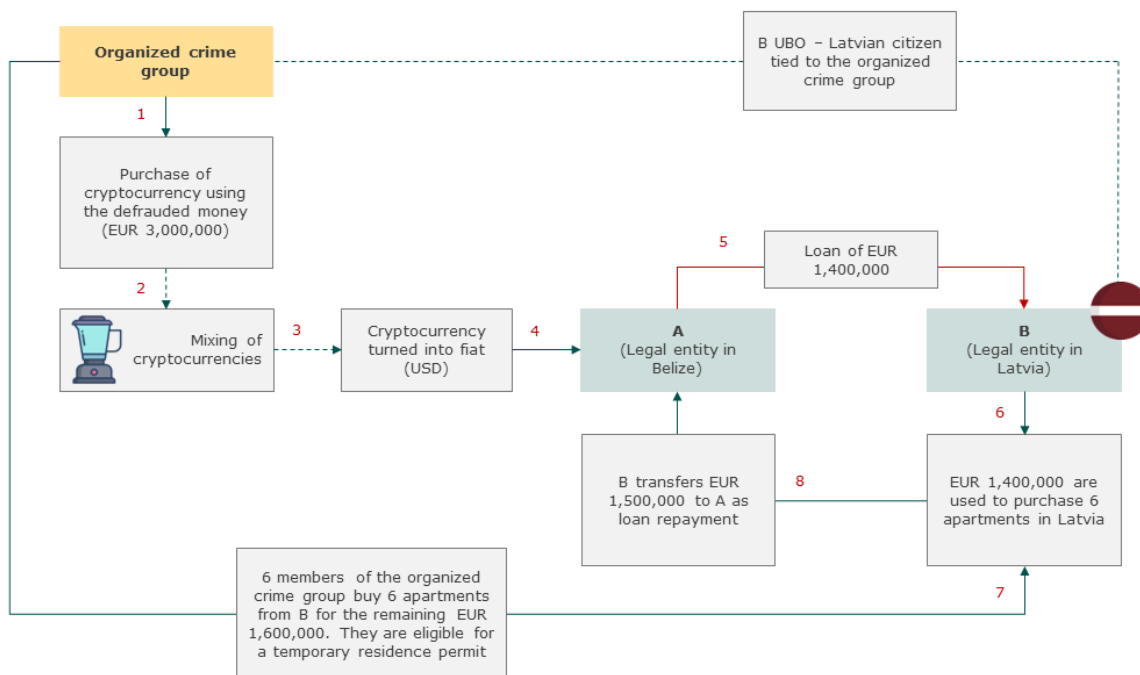 Organized crime
group
B UBO – Latvian citizen
tied to the organized
crime group
1
Purchase of
cryptocurrency using
the defrauded money
(EUR 3,000,000)
2
Mixing of
cryptocurrencies
3
Cryptocurrency
turned into fiat
(USD)
4
A
(Legal entity in
Belize)
5
Loan of EUR
1,400,000
B
(Legal entity in
Latvia)
6
EUR 1,400,000 are
used to purchase 6
apartments in Latvia
8
B transfers EUR
1,500,000 to A as
loan repayment
7
6 members of the organized
crime group buy 6 apartments
from B for the remaining EUR
1,600,000. They are eligible for
a temporary residence permit